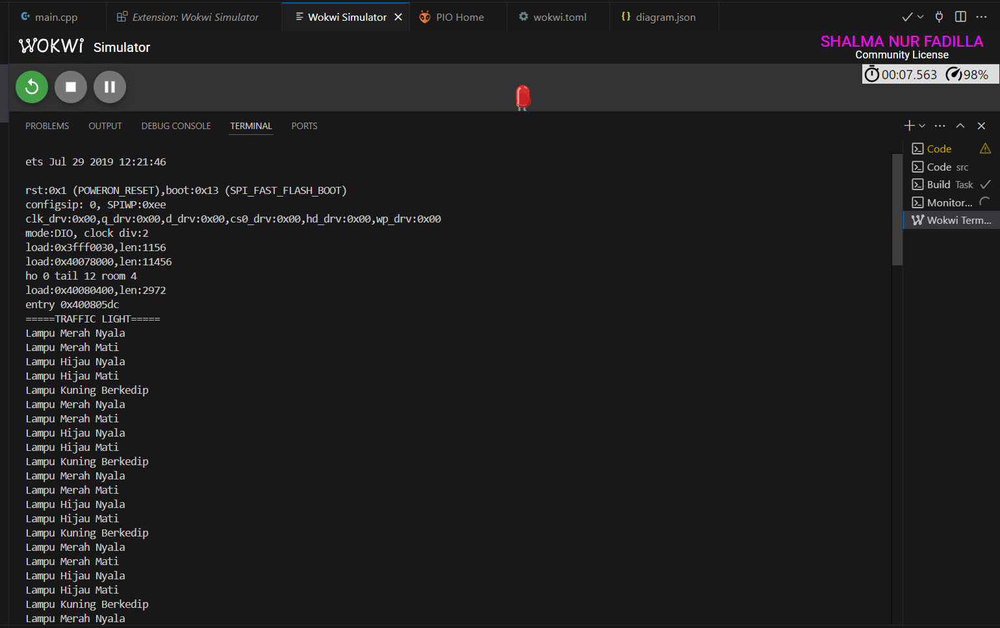 main.cpp
Extension: Wokwi Simulator
Wokwi Simulator
PIO Home
wokwi.toml
{} diagram.json
WOKWI Simulator
SHALMA NUR FADILLA
Community License
00:07.563 98%
PROBLEMS OUTPUT DEBUG CONSOLE TERMINAL PORTS
ets Jul 29 2019 12:21:46
rst:0x1 (POWERON_RESET),boot:0x13 (SPI_FAST_FLASH_BOOT)
configsip: 0, SPIWP:0xee
clk_drv:0x00,q_drv:0x00,d_drv:0x00,cs0_drv:0x00,hd_drv:0x00,wp_drv:0x00
mode:DIO, clock div:2
load:0x3fff0030,len:1156
load:0x40078000,len:11456
ho 0 tail 12 room 4
load:0x40080400,len:2972
entry 0x400805dc
=====TRAFFIC LIGHT=====
Lampu Merah Nyala
Lampu Merah Mati
Lampu Hijau Nyala
Lampu Hijau Mati
Lampu Kuning Berkedip
Lampu Merah Nyala
Lampu Merah Mati
Lampu Hijau Nyala
Lampu Hijau Mati
Lampu Kuning Berkedip
Lampu Merah Nyala
Lampu Merah Mati
Lampu Hijau Nyala
Lampu Hijau Mati
Lampu Kuning Berkedip
Lampu Merah Nyala
Lampu Merah Mati
Lampu Hijau Nyala
Lampu Hijau Mati
Lampu Kuning Berkedip
Lampu Merah Nyala
Code
Code src
Build Task
Monitor...
Wokwi Term...